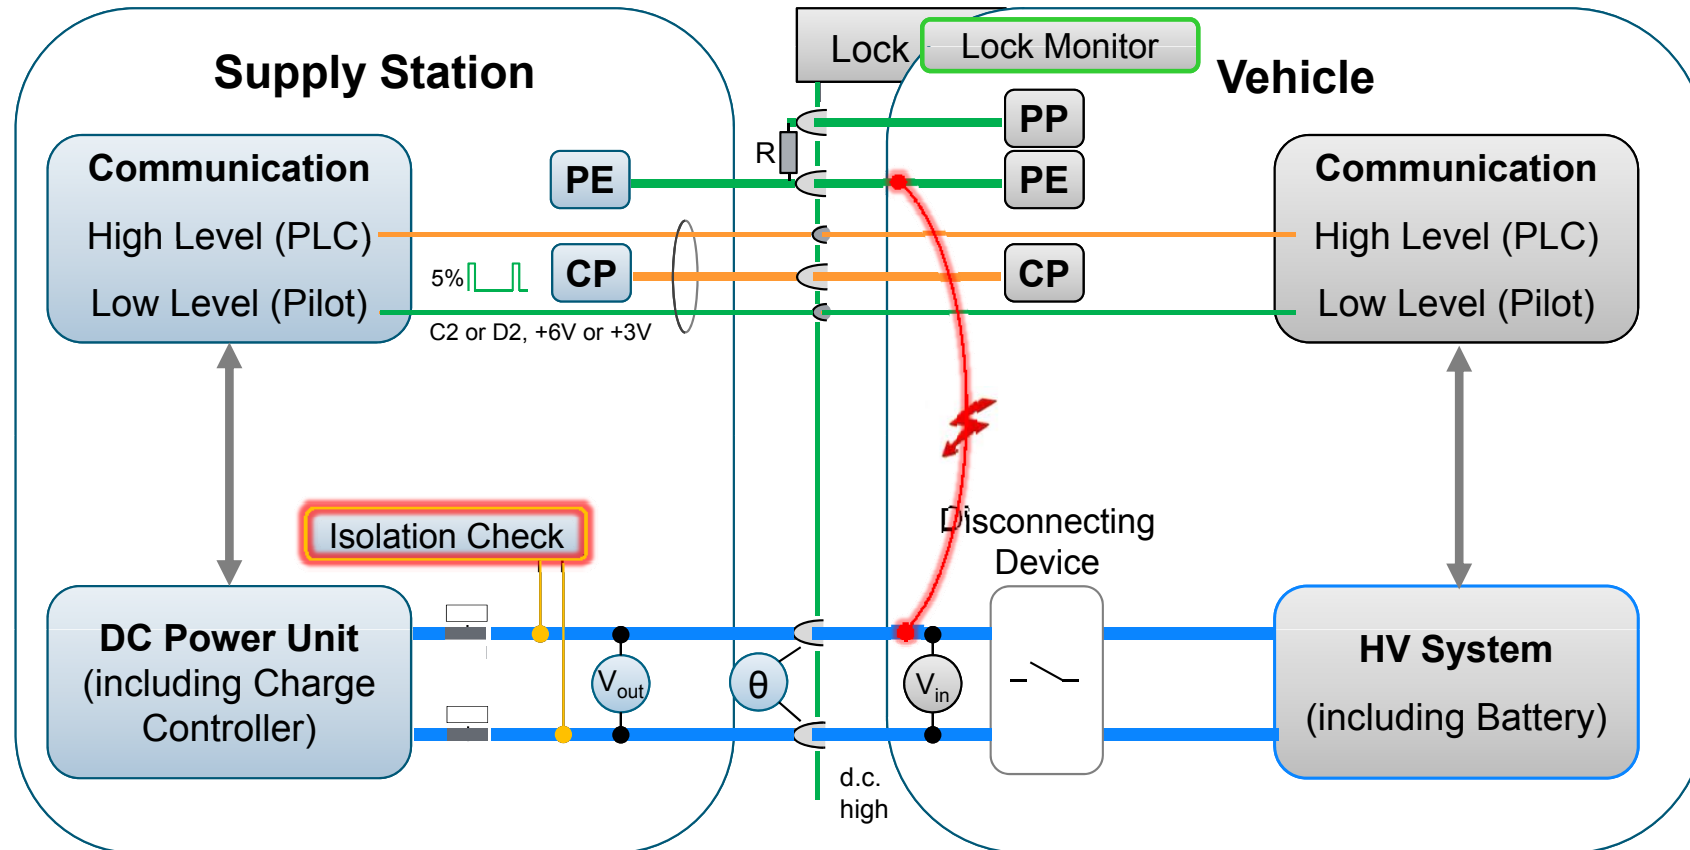 Supply Station
Lock
Lock Monitor
Vehicle
Communication
High Level (PLC)
Low Level (Pilot)
PE
R
PP
PE
CP
CP
5%
C2 or D2, +6V or +3V
Communication
High Level (PLC)
Low Level (Pilot)
Isolation Check
Disconnecting
Device
DC Power Unit
(including Charge
Controller)
Vout
θ
Vin
HV System
(including Battery)
d.c.
high